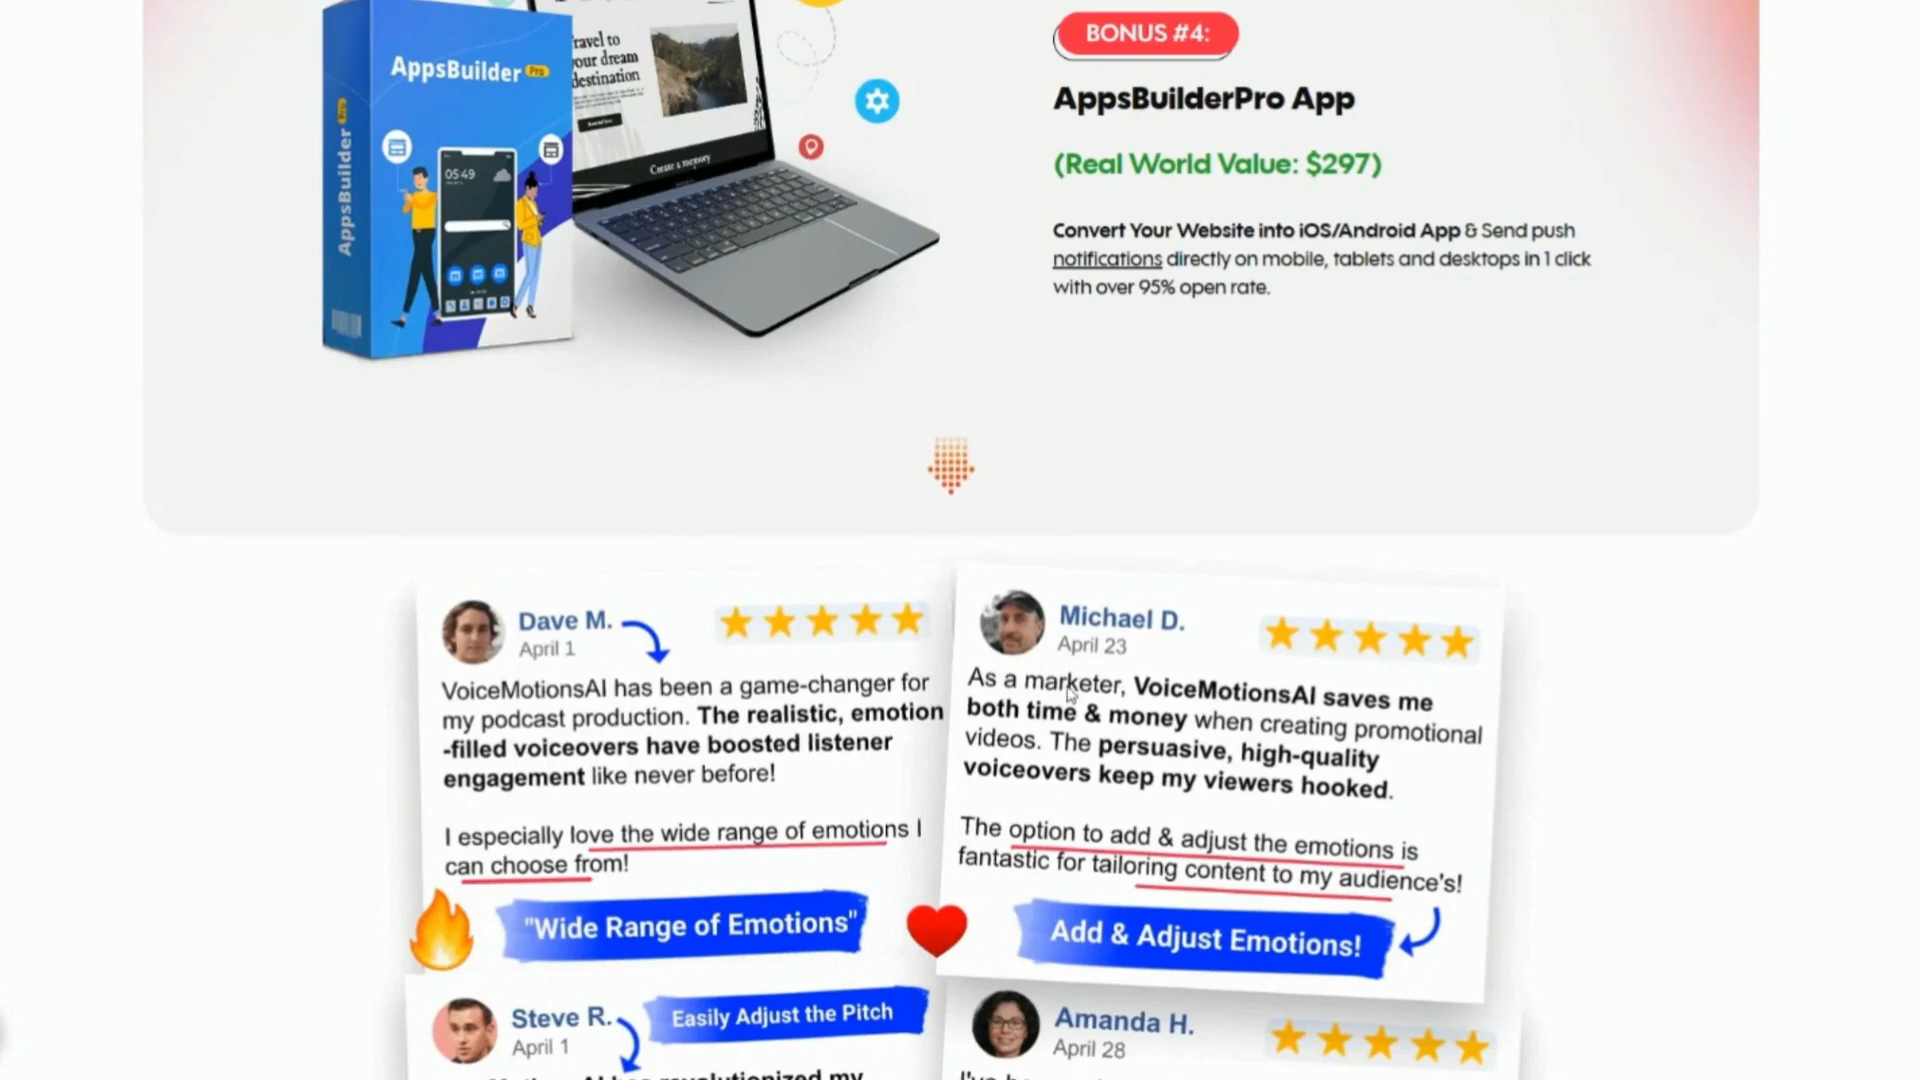 BONUS #4:
AppsBuilderPro App
(Real World Value: $297)
Convert Your Website into iOS/Android App & Send push
notifications directly on mobile, tablets and desktops in 1 click
with over 95% open rate.
AppsBuilder Pro
AppsBuilder
05:49
ravel to
our dream
destination
Create a memory
Dave M.
April 1
VoiceMotionsAI has been a game-changer for
my podcast production. The realistic, emotion
-filled voiceovers have boosted listener
engagement like never before!
I especially love the wide range of emotions I
can choose from!
"Wide Range of Emotions"
Michael D.
April 23
As a marketer, VoiceMotionsAI saves me
both time & money when creating promotional
videos. The persuasive, high-quality
voiceovers keep my viewers hooked.
The option to add & adjust the emotions is
fantastic for tailoring content to my audience's!
Add & Adjust Emotions!
Steve R.
April 1
Easily Adjust the Pitch
revolutionized my
Amanda H.
April 28